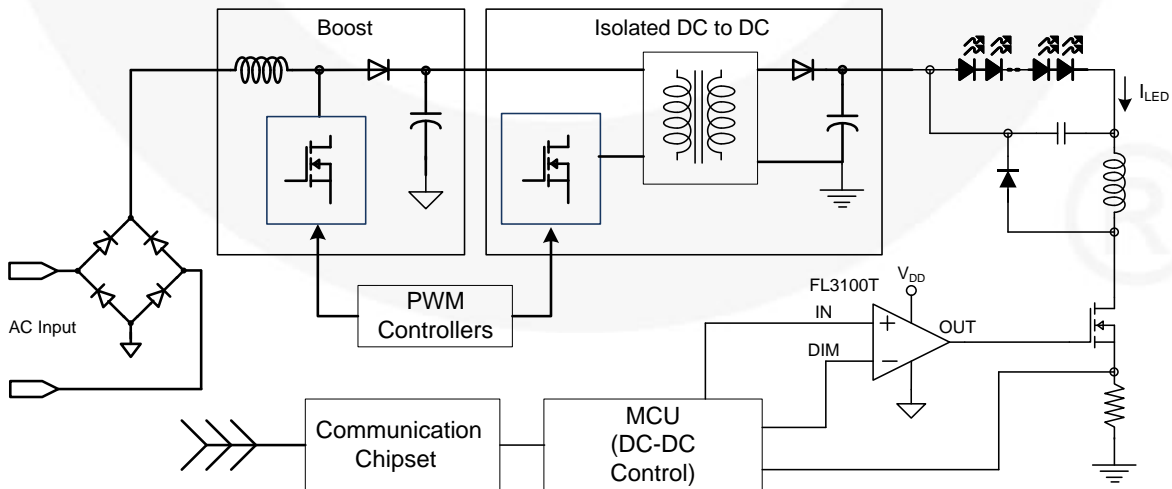 Boost
Isolated DC to DC
I_LED
AC Input
PWM
Controllers
FL3100T
V_DD
IN
OUT
DIM
+
−
Communication
Chipset
MCU
(DC-DC
Control)
®